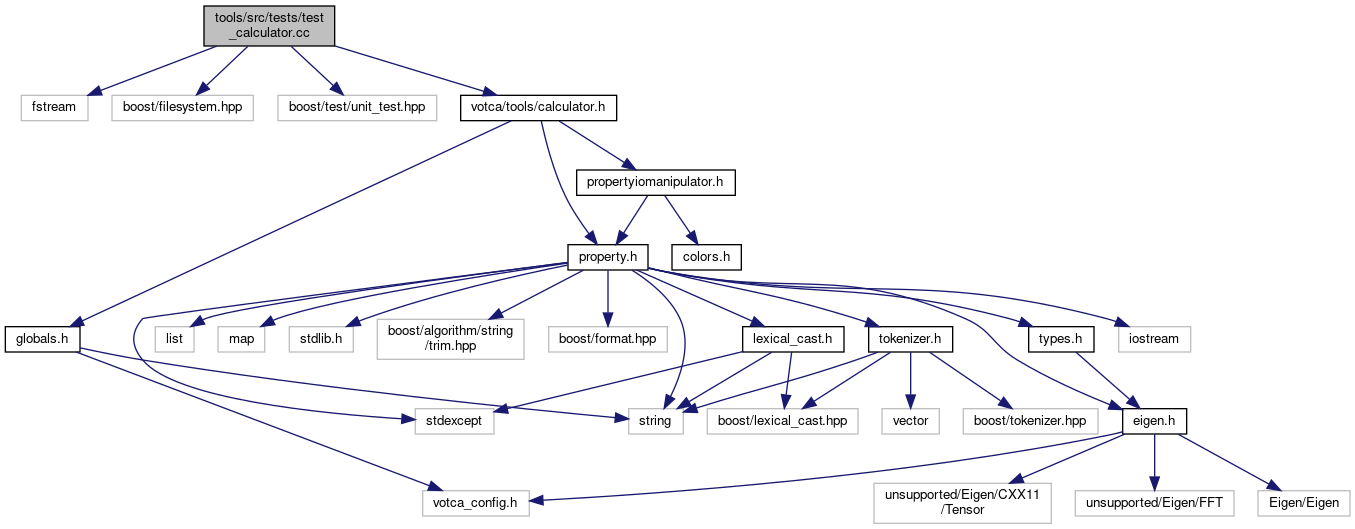 tools/src/tests/test
_calculator.cc
fstream
boost/filesystem.hpp
boost/test/unit_test.hpp
votca/tools/calculator.h
propertyiomanipulator.h
property.h
colors.h
globals.h
list
map
stdlib.h
boost/algorithm/string
/trim.hpp
boost/format.hpp
lexical_cast.h
tokenizer.h
types.h
iostream
stdexcept
string
boost/lexical_cast.hpp
vector
boost/tokenizer.hpp
eigen.h
votca_config.h
unsupported/Eigen/CXX11
/Tensor
unsupported/Eigen/FFT
Eigen/Eigen